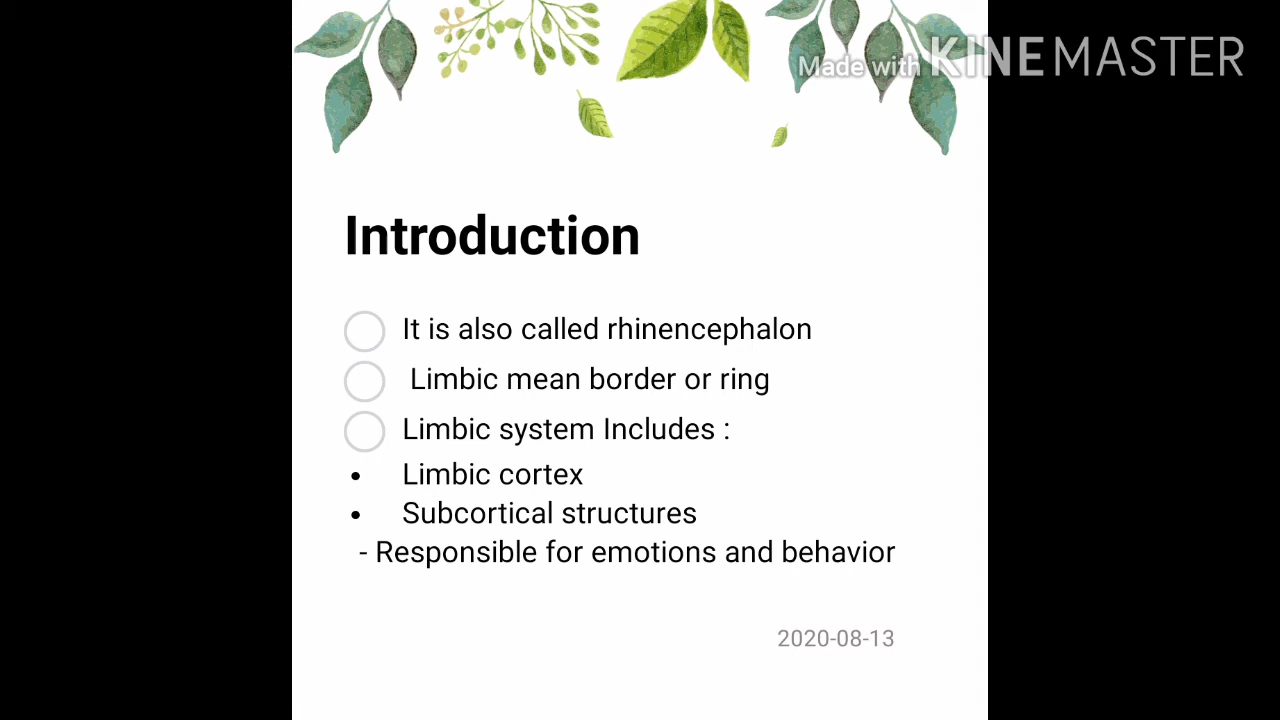 Made with KINEMASTER
Introduction
It is also called rhinencephalon
Limbic mean border or ring
Limbic system Includes :
• Limbic cortex
• Subcortical structures
- Responsible for emotions and behavior
2020-08-13